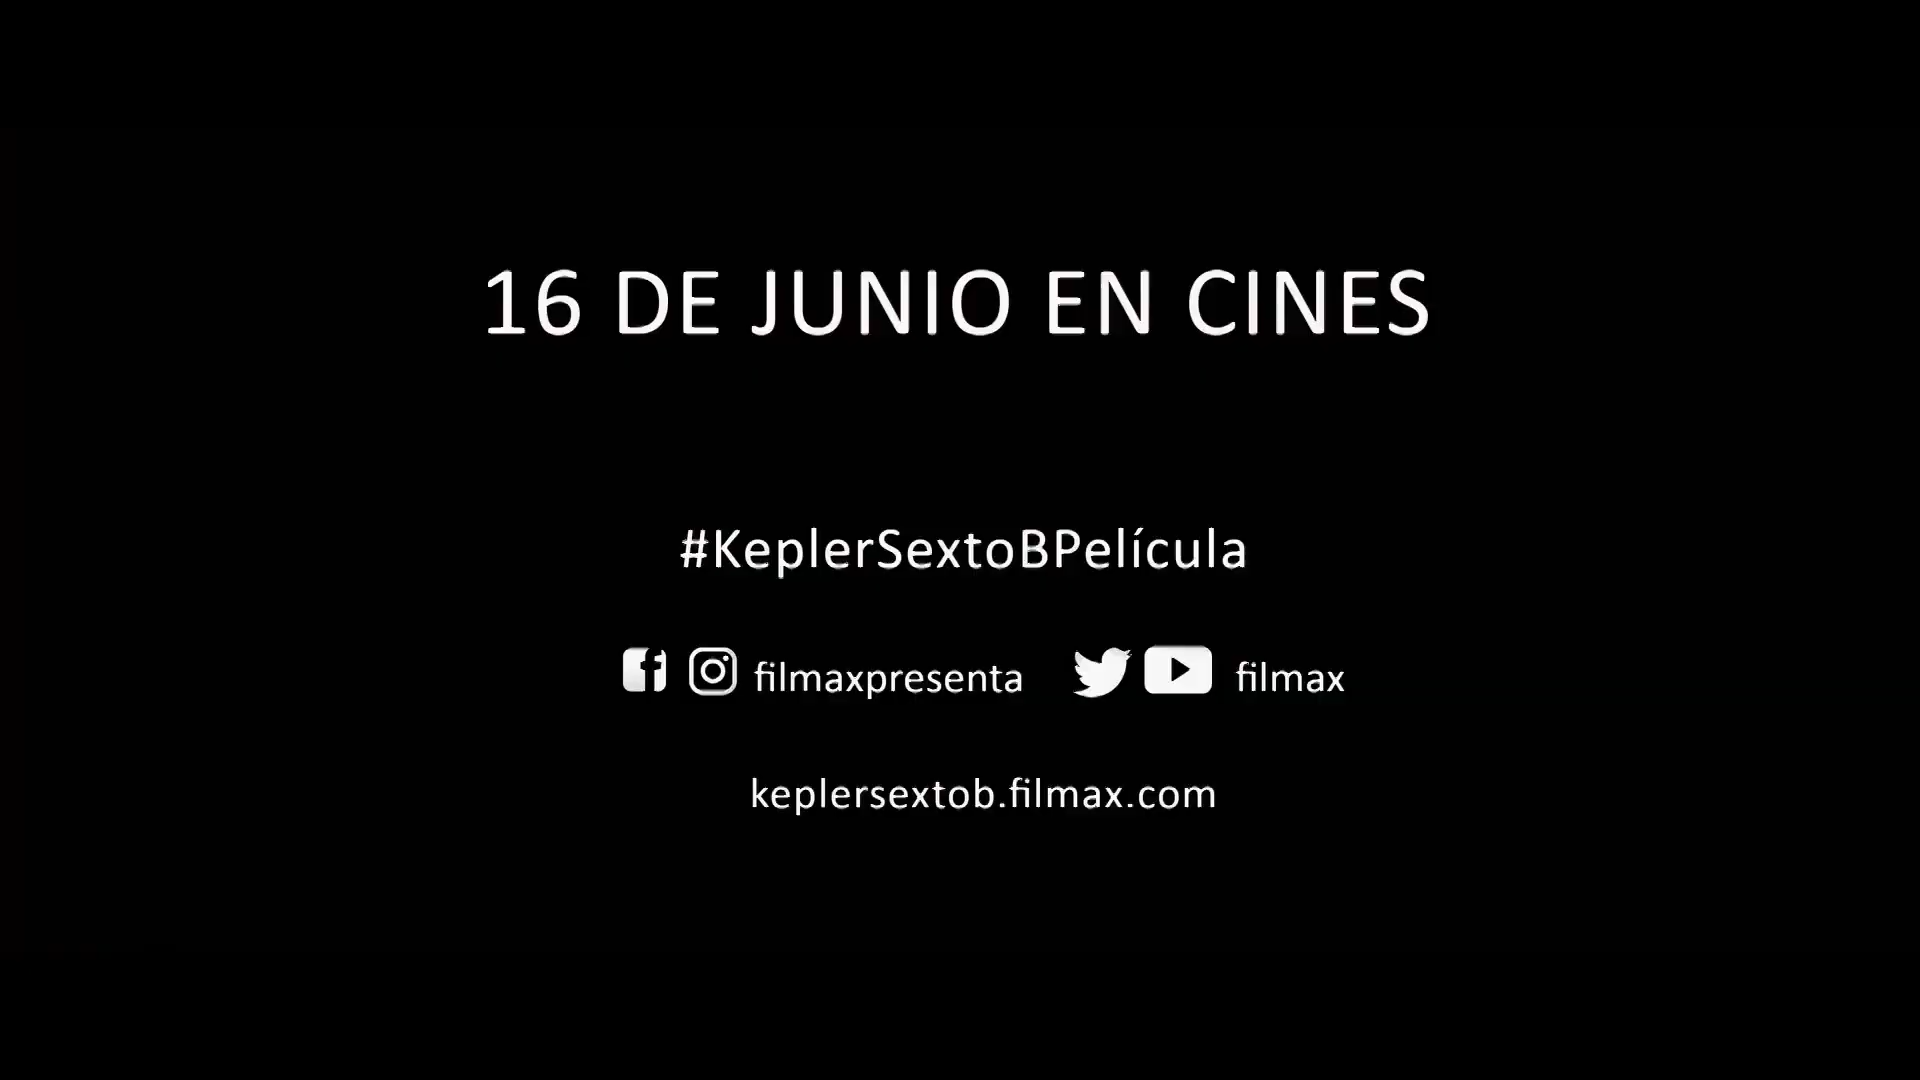 16 DE JUNIO EN CINES
#KeplerSextoBPelícula
filmaxpresenta filmax
keplersextob.filmax.com